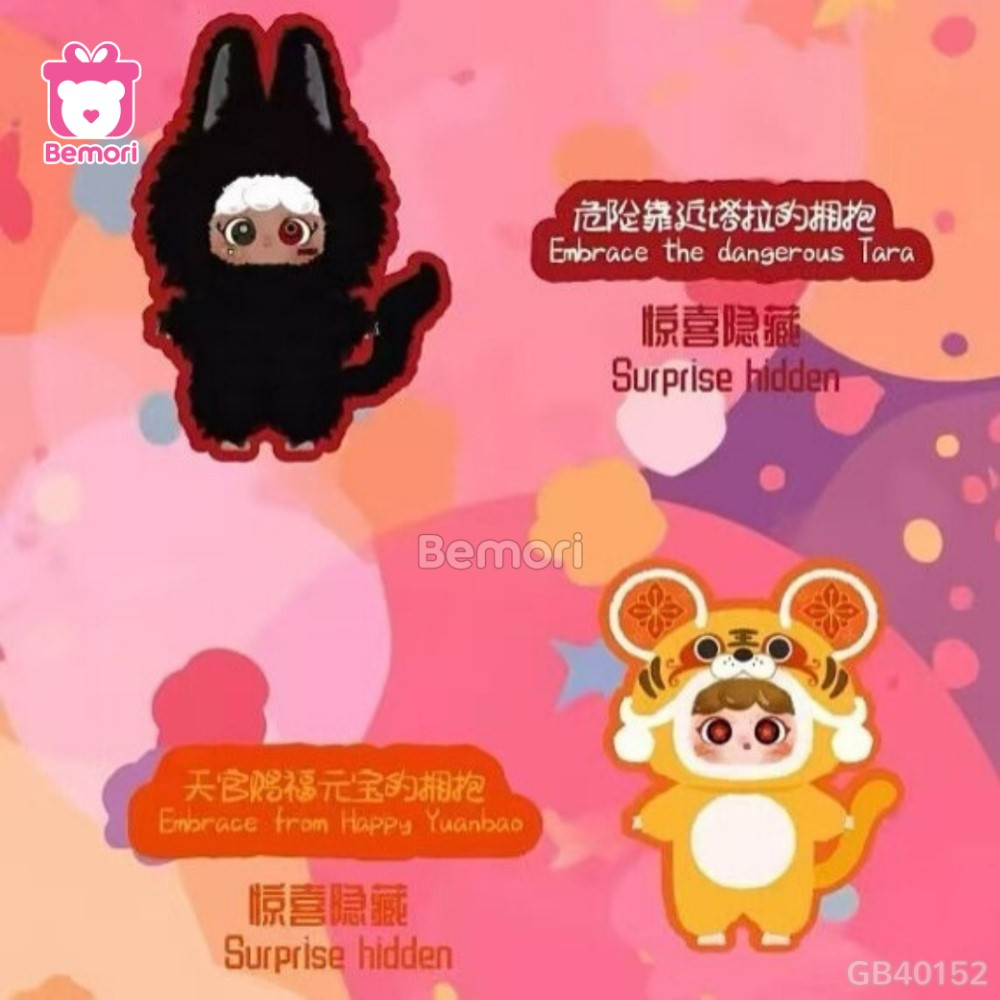 Bemori
危险靠近塔拉的拥抱
Embrace the dangerous Tara
惊喜隐藏
Surprise hidden
Bemori
天官赐福元宝的拥抱
Embrace from Happy Yuanbao
惊喜隐藏
Surprise hidden
GB40152